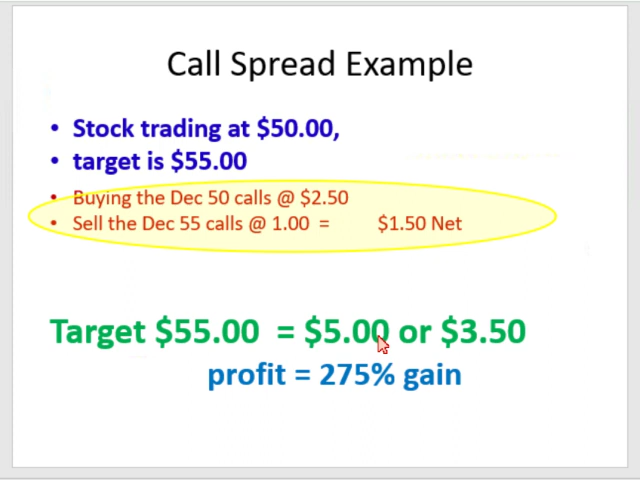 Call Spread Example
• Stock trading at $50.00,
• target is $55.00
• Buying the Dec 50 calls @ $2.50
• Sell the Dec 55 calls @ 1.00 = $1.50 Net
Target $55.00 = $5.00 or $3.50
profit = 275% gain